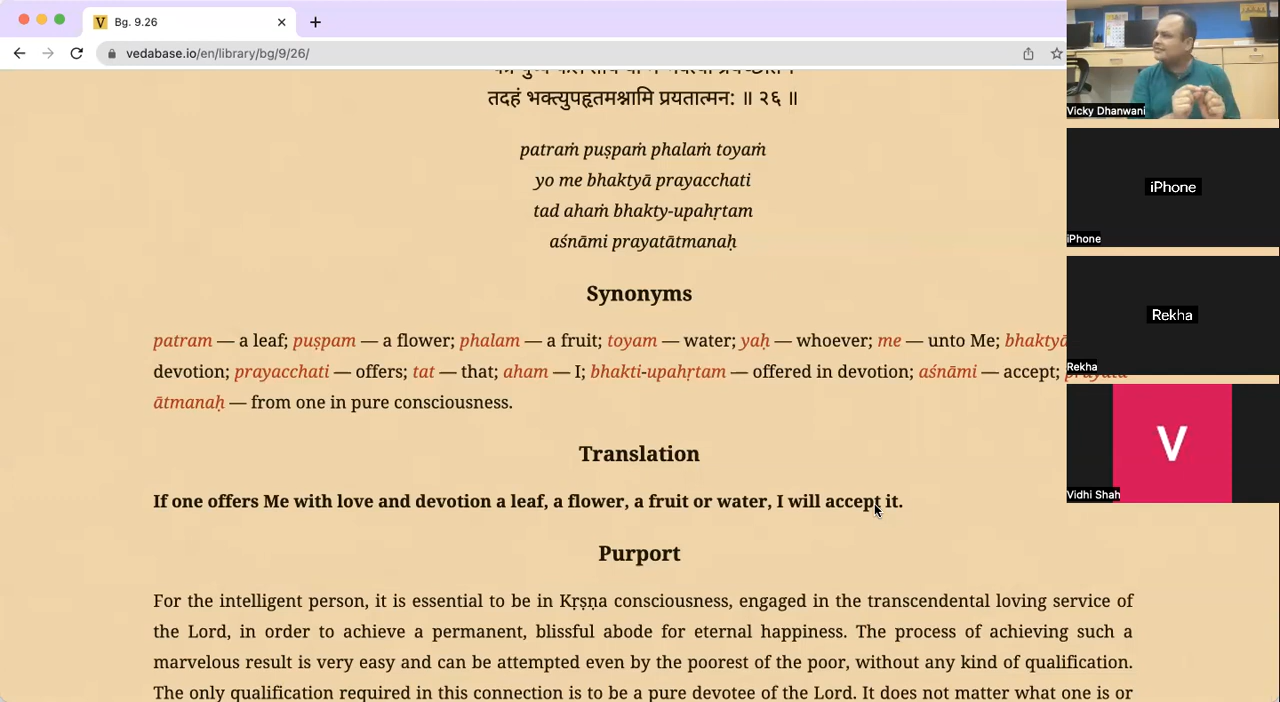 Bg. 9.26
vedabase.io/en/library/bg/9/26/
तदहं भक्त्युपहृतमश्नामि प्रयतात्मन: ॥ २६ ॥
patraṁ puṣpaṁ phalaṁ toyaṁ
yo me bhaktyā prayacchati
tad ahaṁ bhakty-upahṛtam
aśnāmi prayatātmanaḥ
Synonyms
patram — a leaf; puṣpam — a flower; phalam — a fruit; toyam — water; yaḥ — whoever; me — unto Me; bhaktyā
devotion; prayacchati — offers; tat — that; aham — I; bhakti-upahṛtam — offered in devotion; aśnāmi — accept;
ātmanaḥ — from one in pure consciousness.
Translation
If one offers Me with love and devotion a leaf, a flower, a fruit or water, I will accept it.
Purport
For the intelligent person, it is essential to be in Kṛṣṇa consciousness, engaged in the transcendental loving service of
the Lord, in order to achieve a permanent, blissful abode for eternal happiness. The process of achieving such a
marvelous result is very easy and can be attempted even by the poorest of the poor, without any kind of qualification.
The only qualification required in this connection is to be a pure devotee of the Lord. It does not matter what one is or
Vicky Dhanwani
iPhone
iPhone
Rekha
Rekha
V
Vidhi Shah